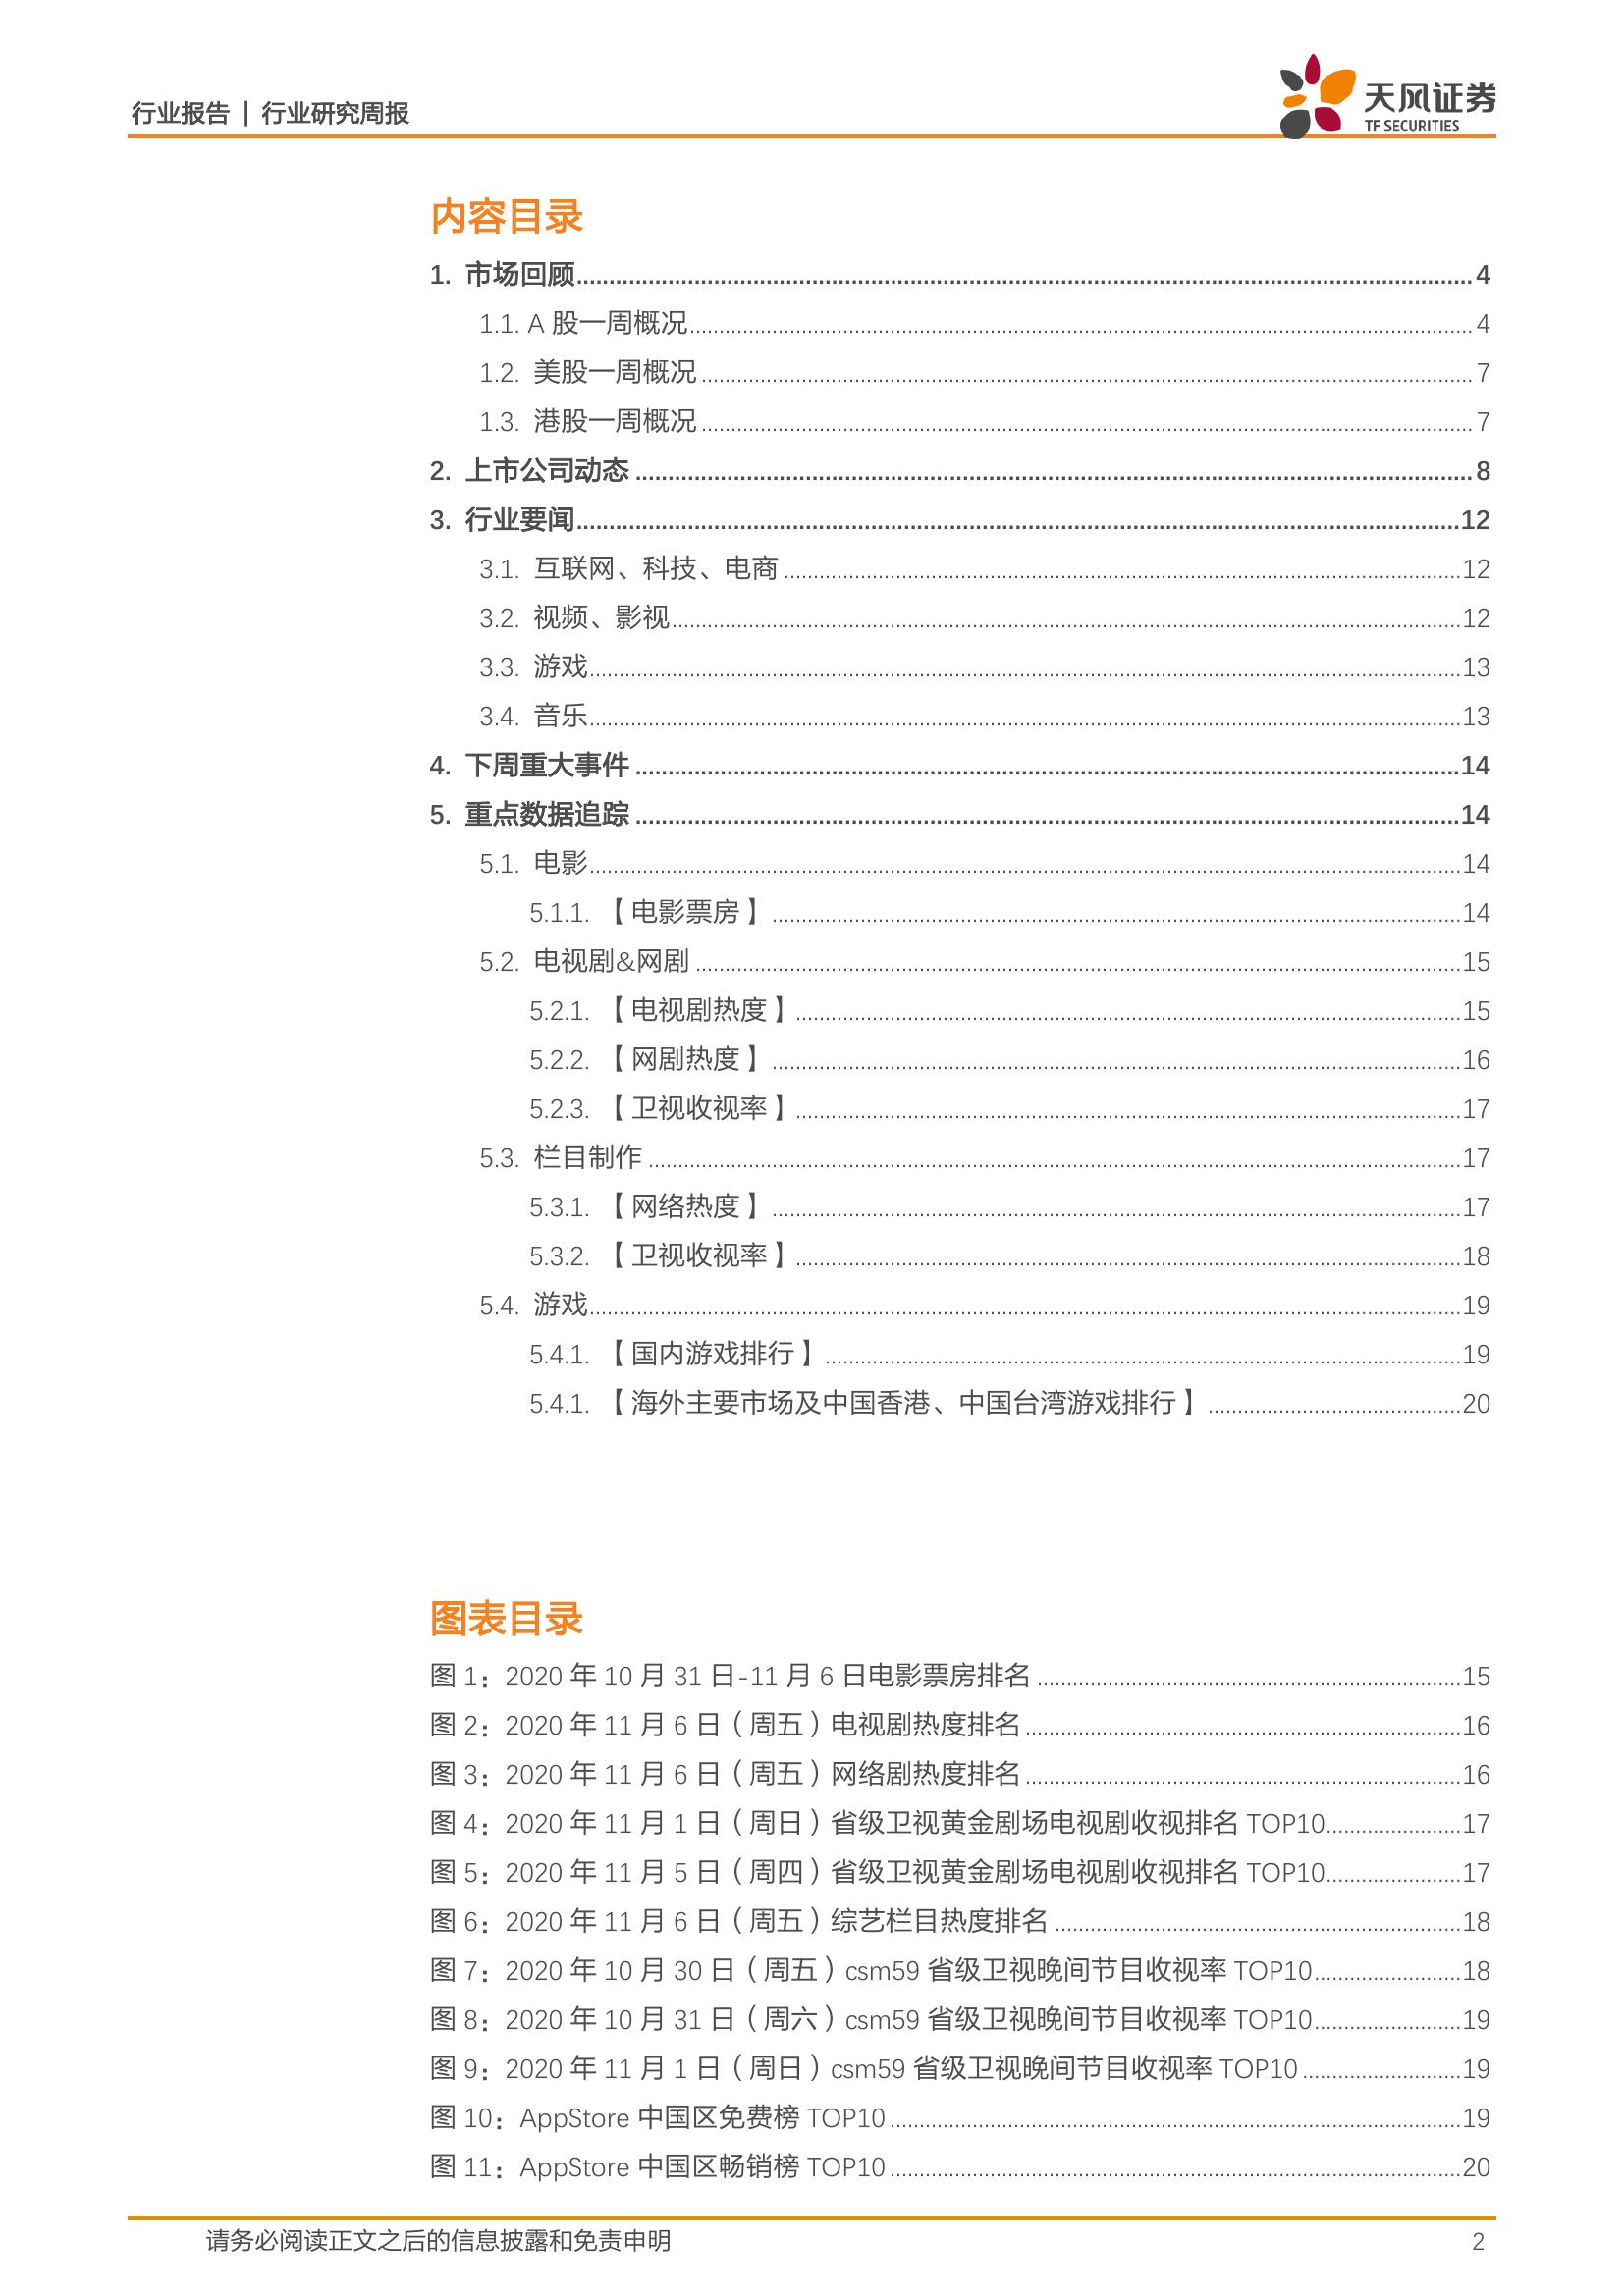 行业报告 | 行业研究周报
天风证券
TF SECURITIES
内容目录
1. 市场回顾 4
1.1. A 股一周概况 4
1.2. 美股一周概况 7
1.3. 港股一周概况 7
2. 上市公司动态 8
3. 行业要闻 12
3.1. 互联网、科技、电商 12
3.2. 视频、影视 12
3.3. 游戏 13
3.4. 音乐 13
4. 下周重大事件 14
5. 重点数据追踪 14
5.1. 电影 14
5.1.1. 【电影票房】 14
5.2. 电视剧&网剧 15
5.2.1. 【电视剧热度】 15
5.2.2. 【网剧热度】 16
5.2.3. 【卫视收视率】 17
5.3. 栏目制作 17
5.3.1. 【网络热度】 17
5.3.2. 【卫视收视率】 18
5.4. 游戏 19
5.4.1. 【国内游戏排行】 19
5.4.1. 【海外主要市场及中国香港、中国台湾游戏排行】 20
图表目录
图 1：2020 年 10 月 31 日-11 月 6 日电影票房排名 15
图 2：2020 年 11 月 6 日（周五）电视剧热度排名 16
图 3：2020 年 11 月 6 日（周五）网络剧热度排名 16
图 4：2020 年 11 月 1 日（周日）省级卫视黄金剧场电视剧收视排名 TOP10 17
图 5：2020 年 11 月 5 日（周四）省级卫视黄金剧场电视剧收视排名 TOP10 17
图 6：2020 年 11 月 6 日（周五）综艺栏目热度排名 18
图 7：2020 年 10 月 30 日（周五）csm59 省级卫视晚间节目收视率 TOP10 18
图 8：2020 年 10 月 31 日（周六）csm59 省级卫视晚间节目收视率 TOP10 19
图 9：2020 年 11 月 1 日（周日）csm59 省级卫视晚间节目收视率 TOP10 19
图 10：AppStore 中国区免费榜 TOP10 19
图 11：AppStore 中国区畅销榜 TOP10 20
请务必阅读正文之后的信息披露和免责申明 2